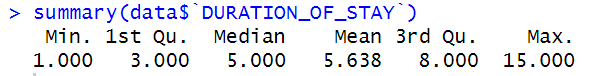 > summary(data$`DURATION_OF_STAY`)
Min. 1st Qu. Median Mean 3rd Qu. Max.
1.000 3.000 5.000 5.638 8.000 15.000